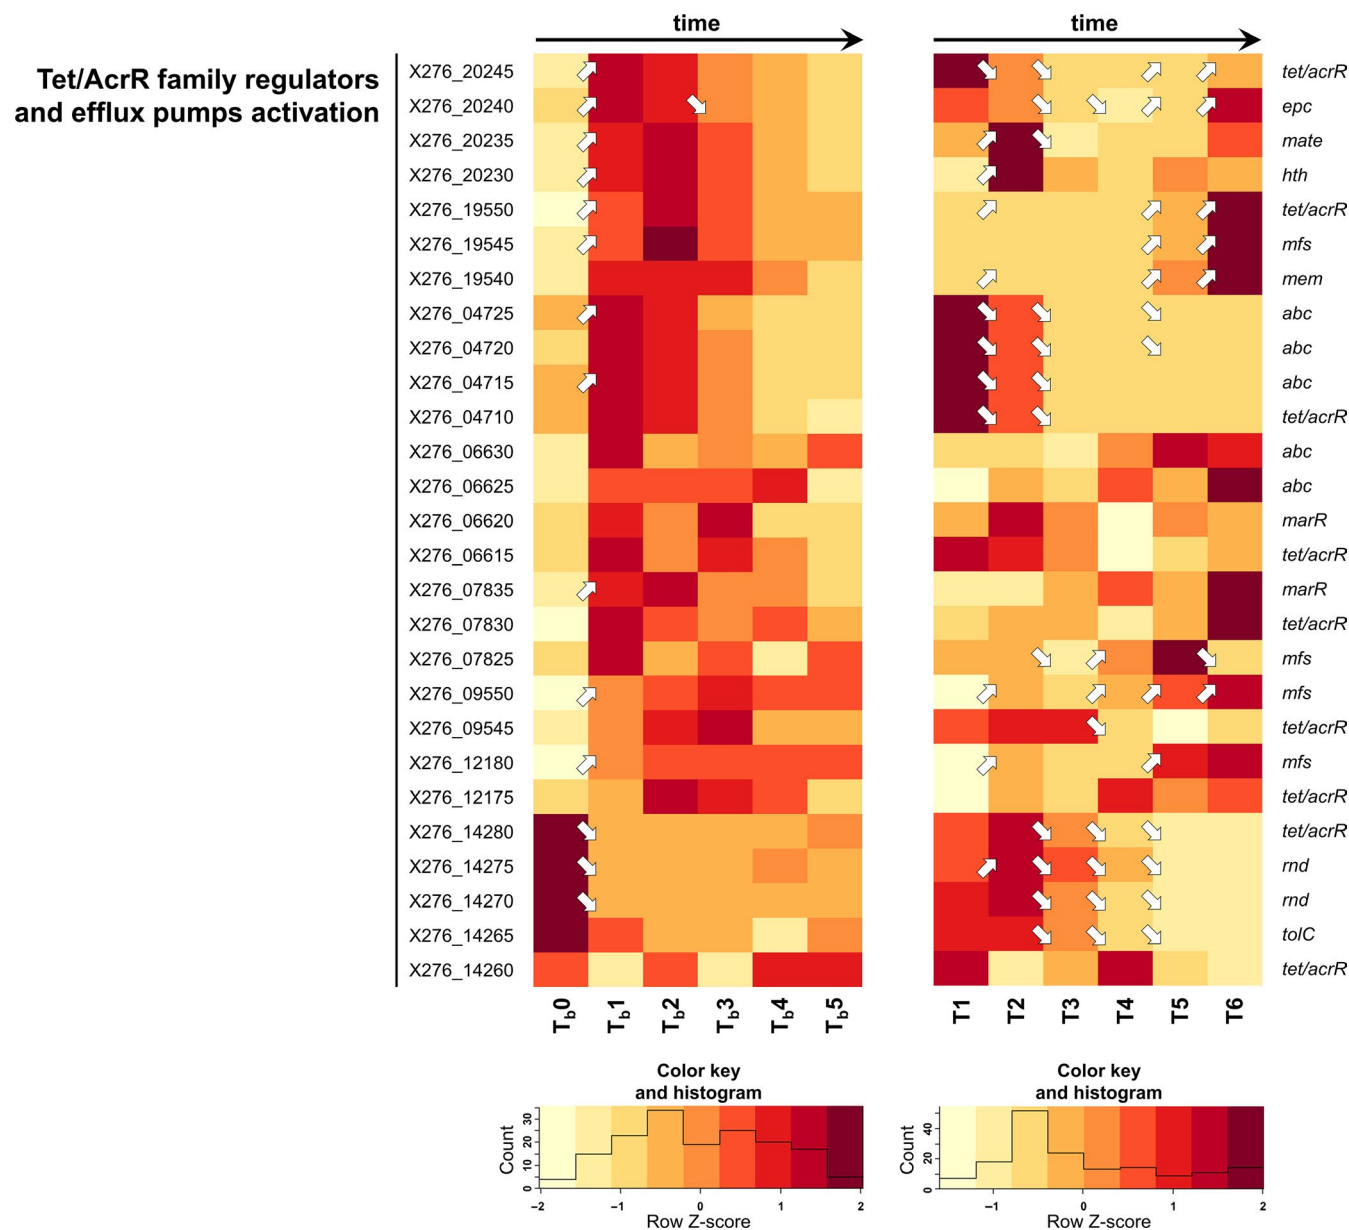 time
time
Tet/AcrR family regulators
and efflux pumps activation
X276_20245 tet/acrR
X276_20240 epc
X276_20235 mate
X276_20230 hth
X276_19550 tet/acrR
X276_19545 mfs
X276_19540 mem
X276_04725 abc
X276_04720 abc
X276_04715 abc
X276_04710 tet/acrR
X276_06630 abc
X276_06625 abc
X276_06620 marR
X276_06615 tet/acrR
X276_07835 marR
X276_07830 tet/acrR
X276_07825 mfs
X276_09550 mfs
X276_09545 tet/acrR
X276_12180 mfs
X276_12175 tet/acrR
X276_14280 tet/acrR
X276_14275 rnd
X276_14270 rnd
X276_14265 tolC
X276_14260 tet/acrR
Tb0 Tb1 Tb2 Tb3 Tb4 Tb5
T1 T2 T3 T4 T5 T6
Color key
and histogram
Count
0 10 20 30
−2 −1 0 1 2
Row Z-score
Color key
and histogram
Count
0 20 40
−1 0 1 2
Row Z-score